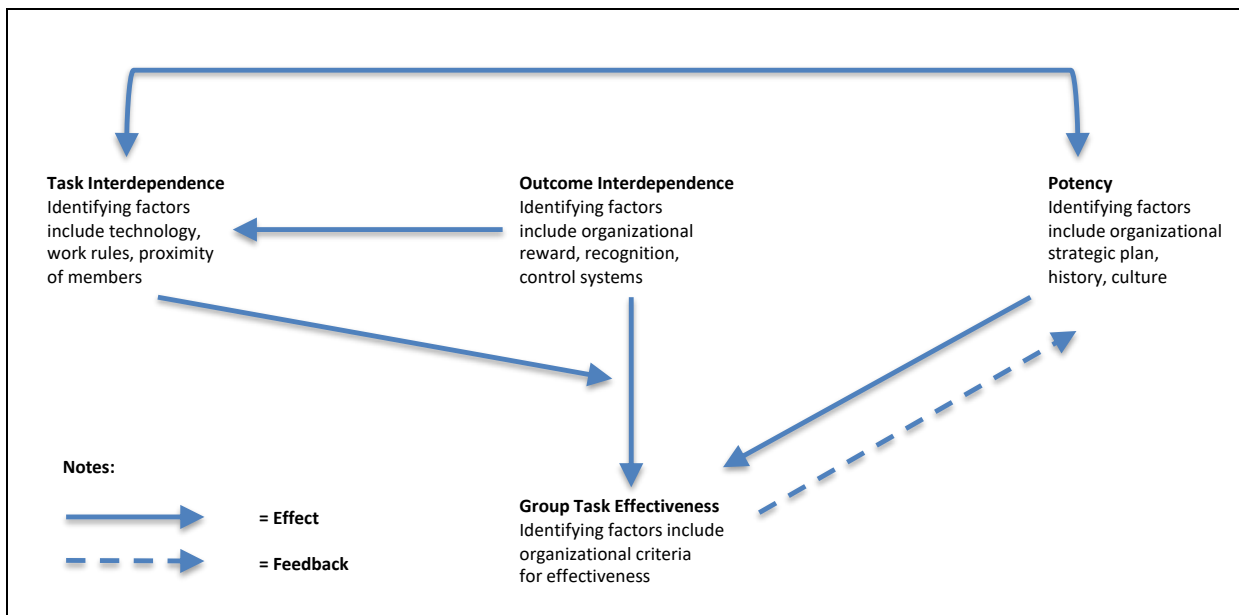 Task Interdependence
Identifying factors
include technology,
work rules, proximity
of members
Outcome Interdependence
Identifying factors
include organizational
reward, recognition,
control systems
Potency
Identifying factors
include organizational
strategic plan,
history, culture
Notes:
= Effect
= Feedback
Group Task Effectiveness
Identifying factors include
organizational criteria
for effectiveness